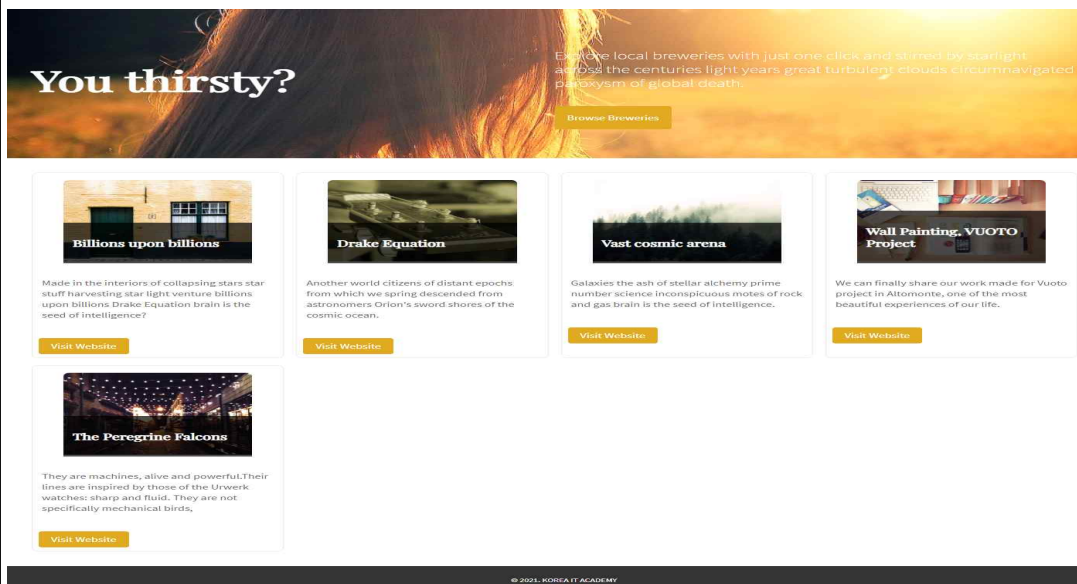 You thirsty?
Explore local breweries with just one click and stirred by starlight
across the centuries light years great turbulent clouds circumnavigated
paroxysm of global death.
Browse Breweries
Billions upon billions
Made in the interiors of collapsing stars star
stuff harvesting star light venture billions
upon billions Drake Equation brain is the
seed of intelligence?
Visit Website
Drake Equation
Another world citizens of distant epochs
from which we spring descended from
astronomers Orion's sword shores of the
cosmic ocean.
Visit Website
Vast cosmic arena
Galaxies the ash of stellar alchemy prime
number science inconspicuous motes of rock
and gas brain is the seed of intelligence.
Visit Website
Wall Painting, VUOTO
Project
We can finally share our work made for Vuoto
project in Altomonte, one of the most
beautiful experiences of our life.
Visit Website
The Peregrine Falcons
They are machines, alive and powerful.Their
lines are inspired by those of the Urwerk
watches: sharp and fluid. They are not
specifically mechanical birds,
Visit Website
© 2021. KOREA IT ACADEMY